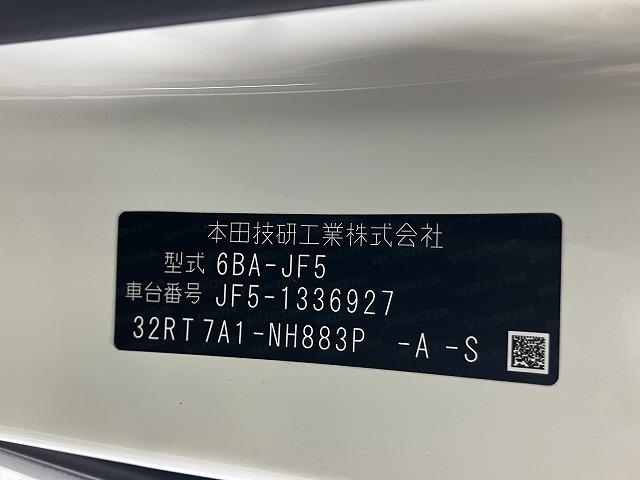 本田技研工業株式会社
型式 6BA-JF5
車台番号 JF5-1336927
32RT7A1-NH883P -A -S